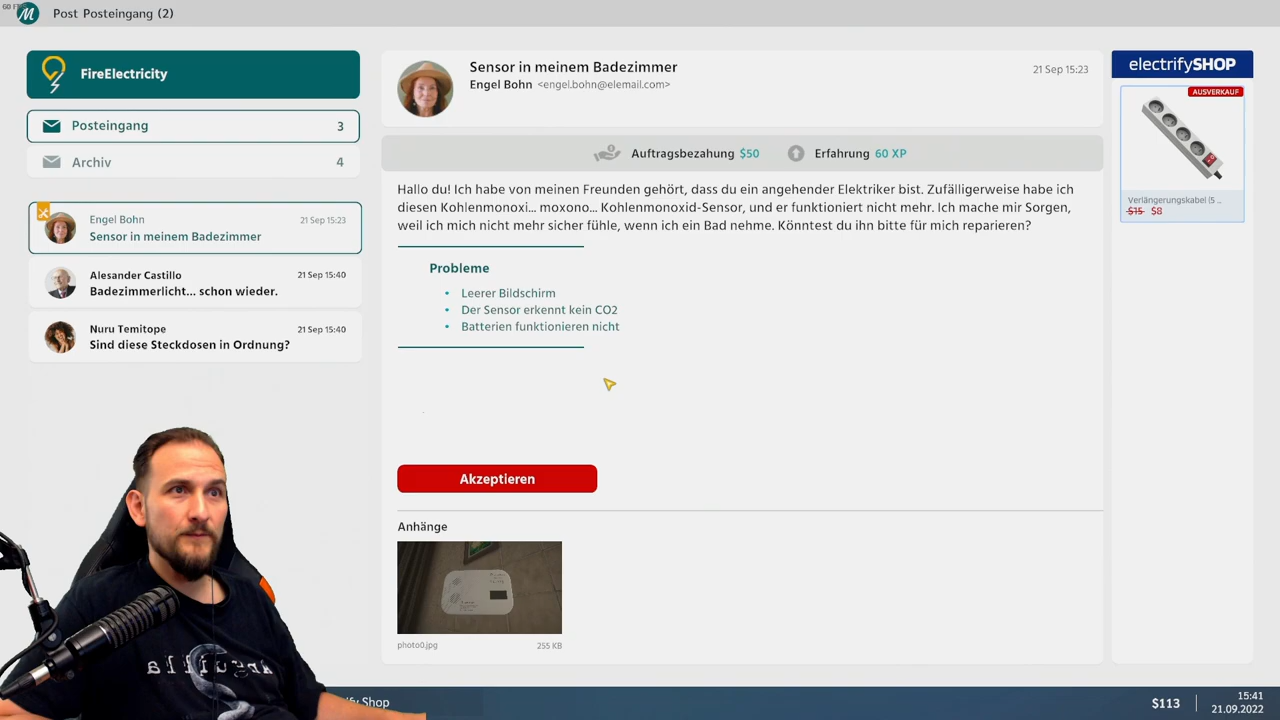 60 FPS
M
Post Posteingang (2)
FireElectricity
Posteingang 3
Archiv 4
Engel Bohn 21 Sep 15:23
Sensor in meinem Badezimmer
Alesander Castillo 21 Sep 15:40
Badezimmerlicht... schon wieder.
Nuru Temitope 21 Sep 15:40
Sind diese Steckdosen in Ordnung?
Sensor in meinem Badezimmer
Engel Bohn <engel.bohn@elemail.com>
21 Sep 15:23
Auftragsbezahung $50 Erfahrung 60 XP
Hallo du! Ich habe von meinen Freunden gehört, dass du ein angehender Elektriker bist. Zufälligerweise habe ich
diesen Kohlenmonoxi... moxono... Kohlenmonoxid-Sensor, und er funktioniert nicht mehr. Ich mache mir Sorgen,
weil ich mich nicht mehr sicher fühle, wenn ich ein Bad nehme. Könntest du ihn bitte für mich reparieren?
Probleme
• Leerer Bildschirm
• Der Sensor erkennt kein CO2
• Batterien funktionieren nicht
Akzeptieren
Anhänge
photo0.jpg 255 KB
electrifySHOP
AUSVERKAUF
Verlängerungskabel (5 ...
$15 $8
Anguilla
fy Shop
$113
15:41
21.09.2022